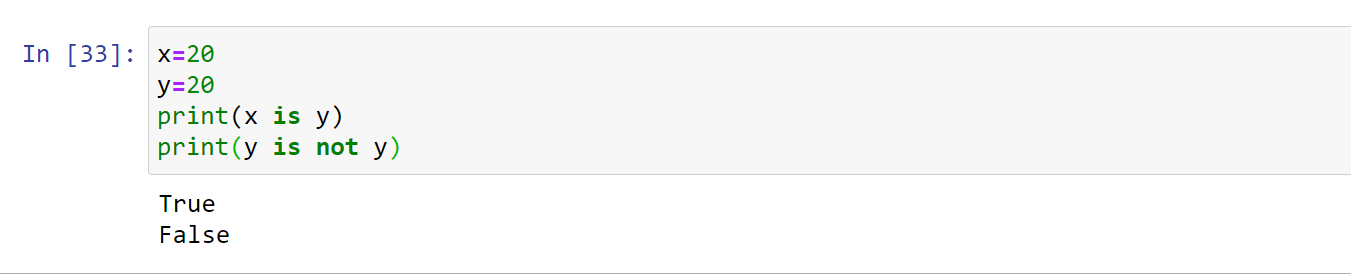 In [33]: x=20
y=20
print(x is y)
print(y is not y)
True
False